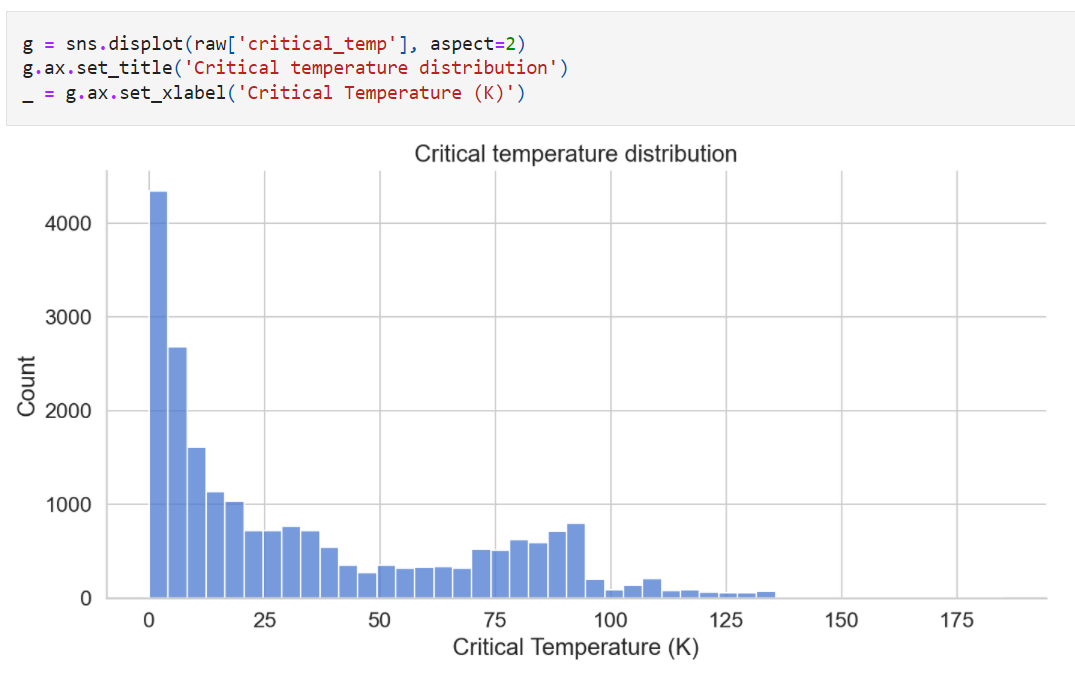 g = sns.displot(raw['critical_temp'], aspect=2)
g.ax.set_title('Critical temperature distribution')
_ = g.ax.set_xlabel('Critical Temperature (K)')
Critical temperature distribution
4000
3000
2000
1000
0
Count
0 25 50 75 100 125 150 175
Critical Temperature (K)